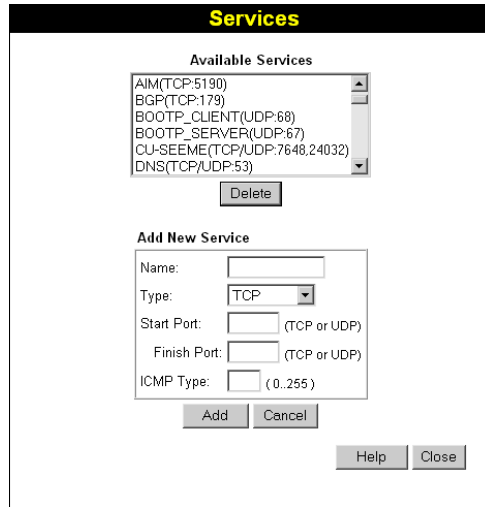 Services
Available Services
AIM(TCP:5190)
BGP(TCP:179)
BOOTP_CLIENT(UDP:68)
BOOTP_SERVER(UDP:67)
CU-SEEME(TCP/UDP:7648,24032)
DNS(TCP/UDP:53)
Delete
Add New Service
Name:
Type: TCP
Start Port: (TCP or UDP)
Finish Port: (TCP or UDP)
ICMP Type: ( 0..255 )
Add Cancel
Help Close